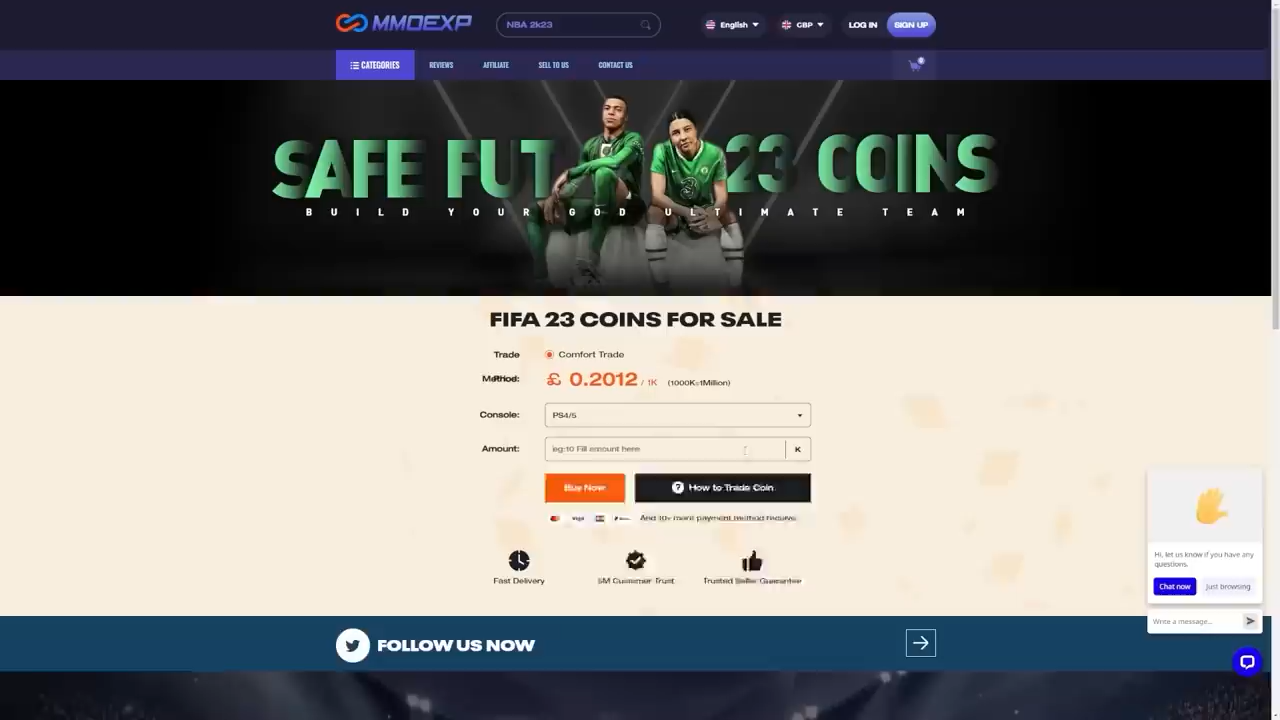 MMOEXP
NBA 2k23
English
GBP
LOG IN
SIGN UP
CATEGORIES
REVIEWS
AFFILIATE
SELL TO US
CONTACT US
0
SAFE FUT 23 COINS
BUILD YOUR GOD ULTIMATE TEAM
FIFA 23 COINS FOR SALE
Trade Comfort Trade
Method:
Price:
£ 0.2012 / 1K (1000K=1Million)
Console: PS4/5
Amount: eg:10 Fill amount here K
Buy Now
? How to Trade Coin
VISA
And 10+ more payment method receive.
Fast Delivery
5M Customer Trust
Trusted Seller Guarantee
FOLLOW US NOW
Hi, let us know if you have any
questions.
Chat now
Just browsing
Write a message...